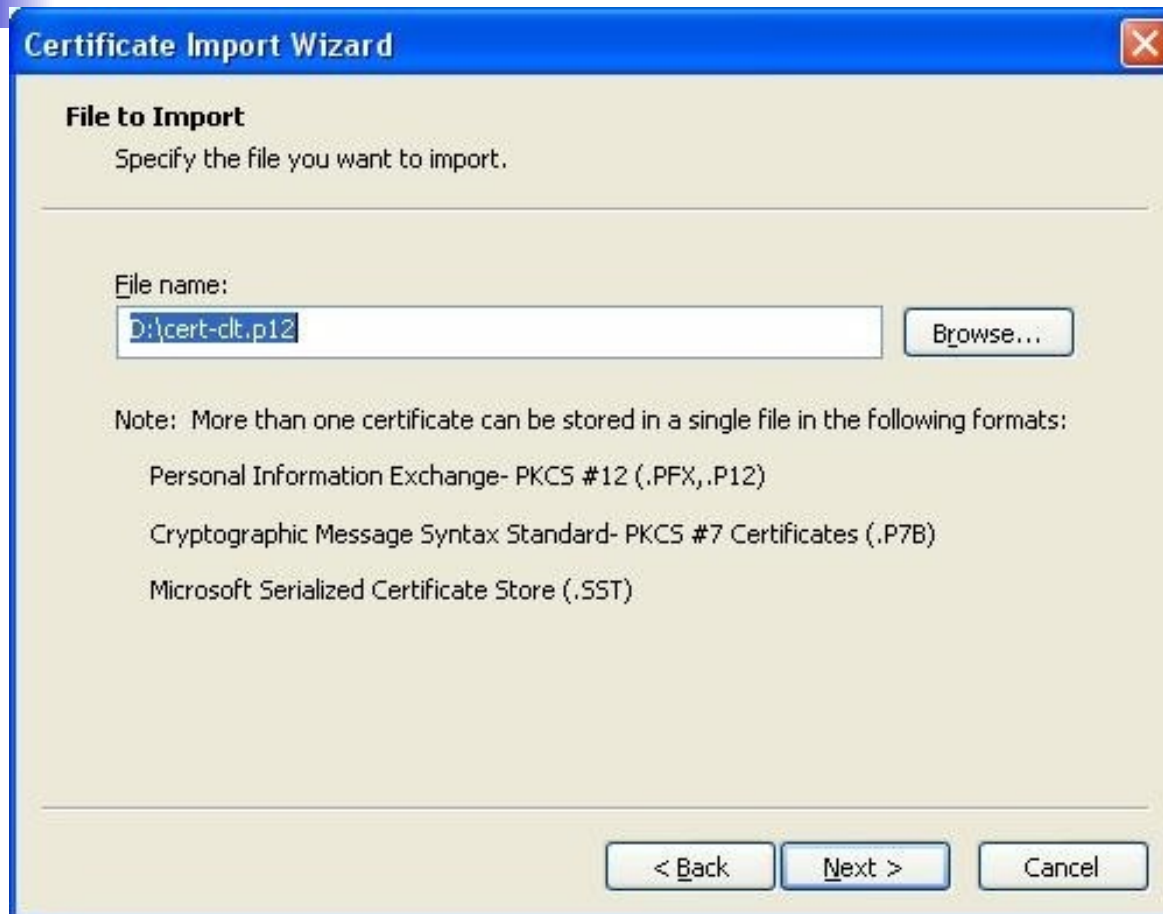 Certificate Import Wizard
File to Import
Specify the file you want to import.
File name:
D:\cert-clt.p12
Browse...
Note: More than one certificate can be stored in a single file in the following formats:
Personal Information Exchange- PKCS #12 (.PFX,.P12)
Cryptographic Message Syntax Standard- PKCS #7 Certificates (.P7B)
Microsoft Serialized Certificate Store (.SST)
< Back
Next >
Cancel